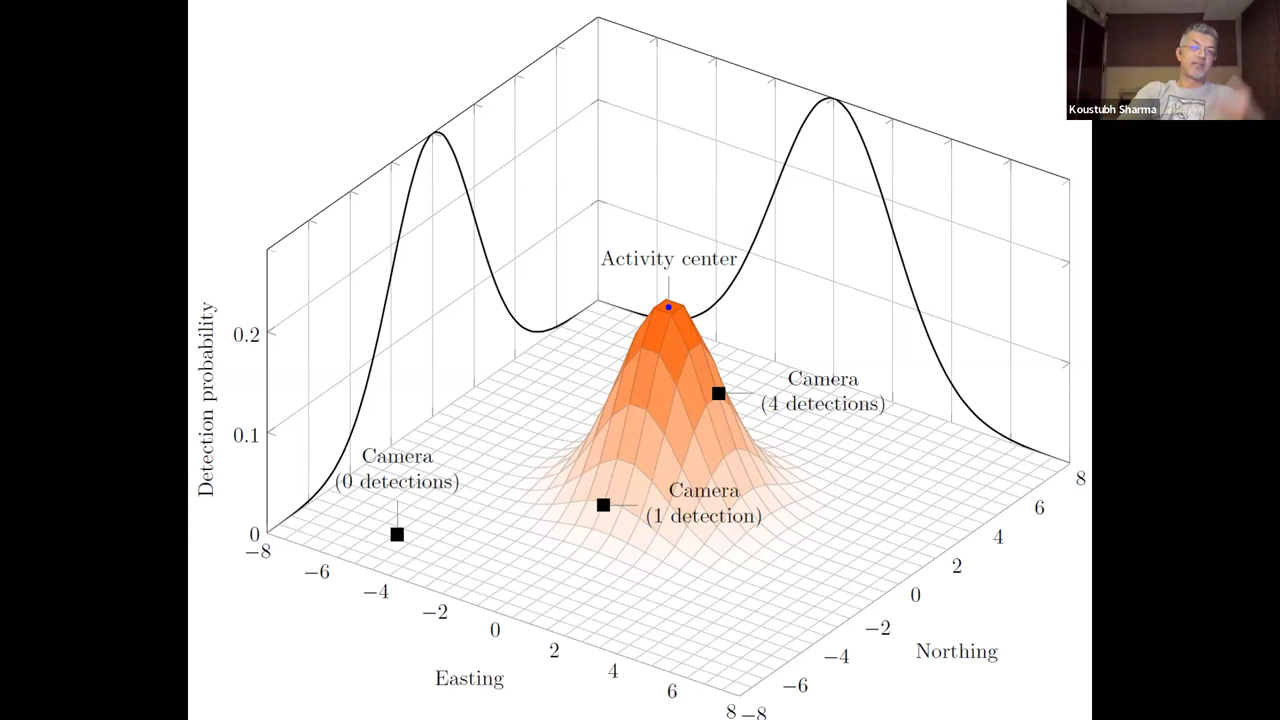 Koustubh Sharma
Activity center
Camera
(4 detections)
Camera
(0 detections)
Camera
(1 detection)
Detection probability
0.2
0.1
0
−8
−6
−4
−2
0
2
4
6
8
Easting
−8
−6
−4
−2
0
2
4
6
8
Northing